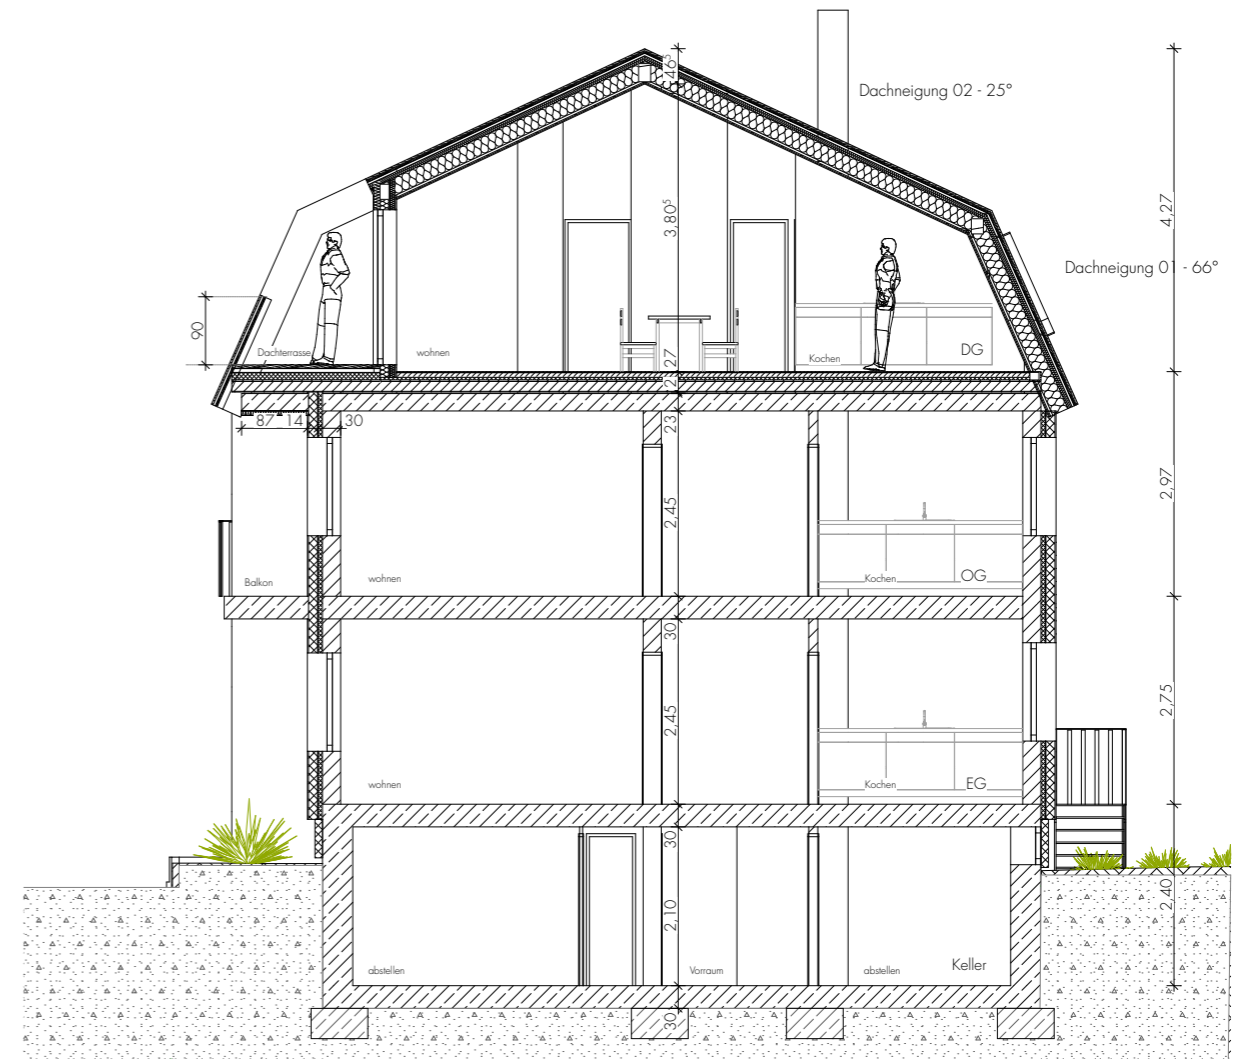 46⁵
Dachneigung 02 - 25°
3,80⁵
4,27
Dachneigung 01 - 66°
90
Dachterrasse
wohnen
Kochen
DG
27
87
14
30
23
2,97
2,45
Balkon
wohnen
Kochen
OG
30
2,75
2,45
wohnen
Kochen
EG
30
2,40
2,10
abstellen
Vorraum
abstellen
Keller
30